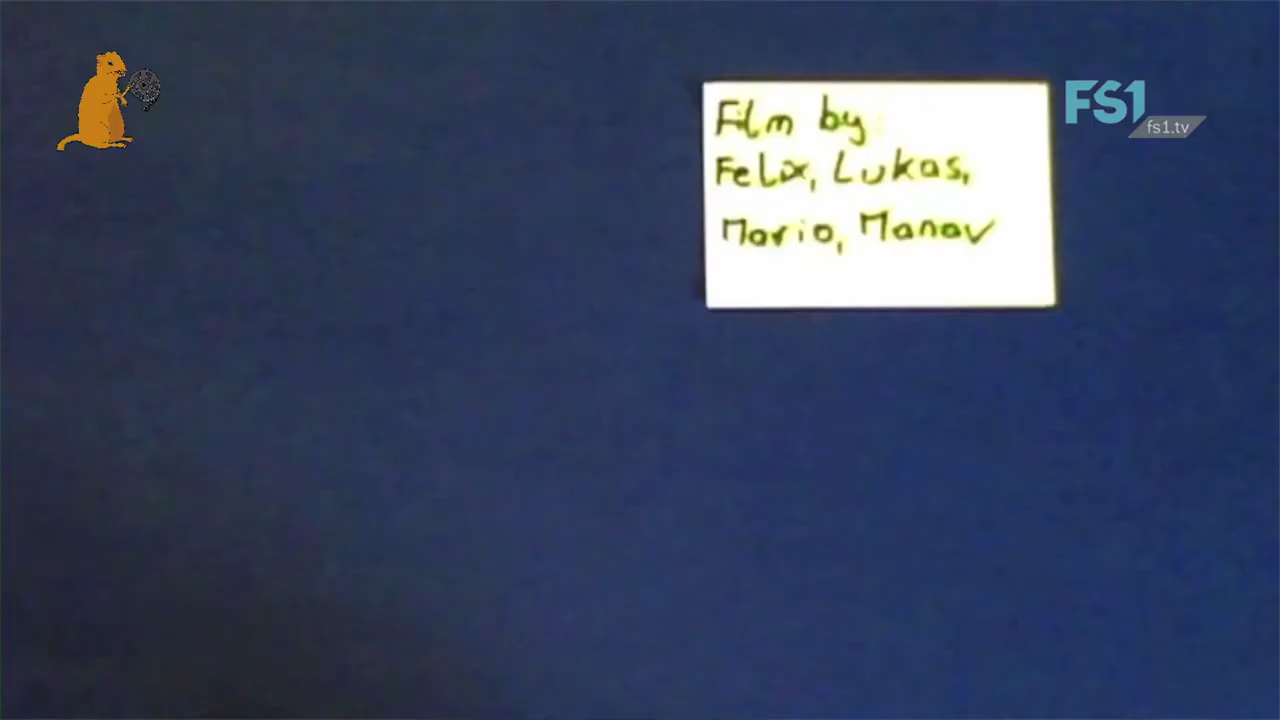 Film by:
Felix, Lukas,
Mario, Manav
FS1
fs1.tv